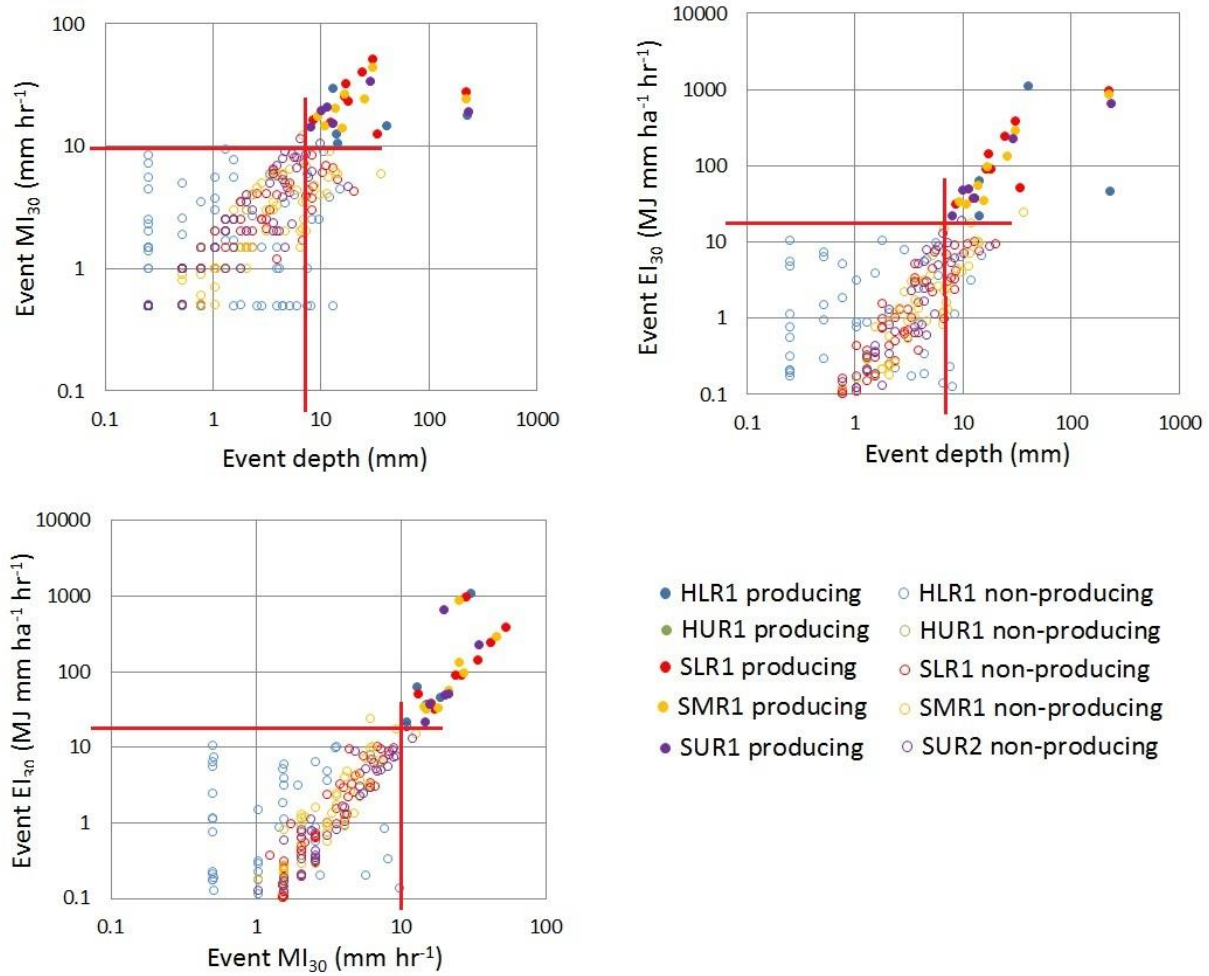 100
10
1
0.1
Event MI30 (mm hr-1)
0.1 1 10 100 1000
Event depth (mm)
10000
1000
100
10
1
0.1
Event EI30 (MJ mm ha-1 hr-1)
0.1 1 10 100 1000
Event depth (mm)
10000
1000
100
10
1
0.1
Event EI30 (MJ mm ha-1 hr-1)
0.1 1 10 100
Event MI30 (mm hr-1)
HLR1 producing HLR1 non-producing
HUR1 producing HUR1 non-producing
SLR1 producing SLR1 non-producing
SMR1 producing SMR1 non-producing
SUR1 producing SUR2 non-producing